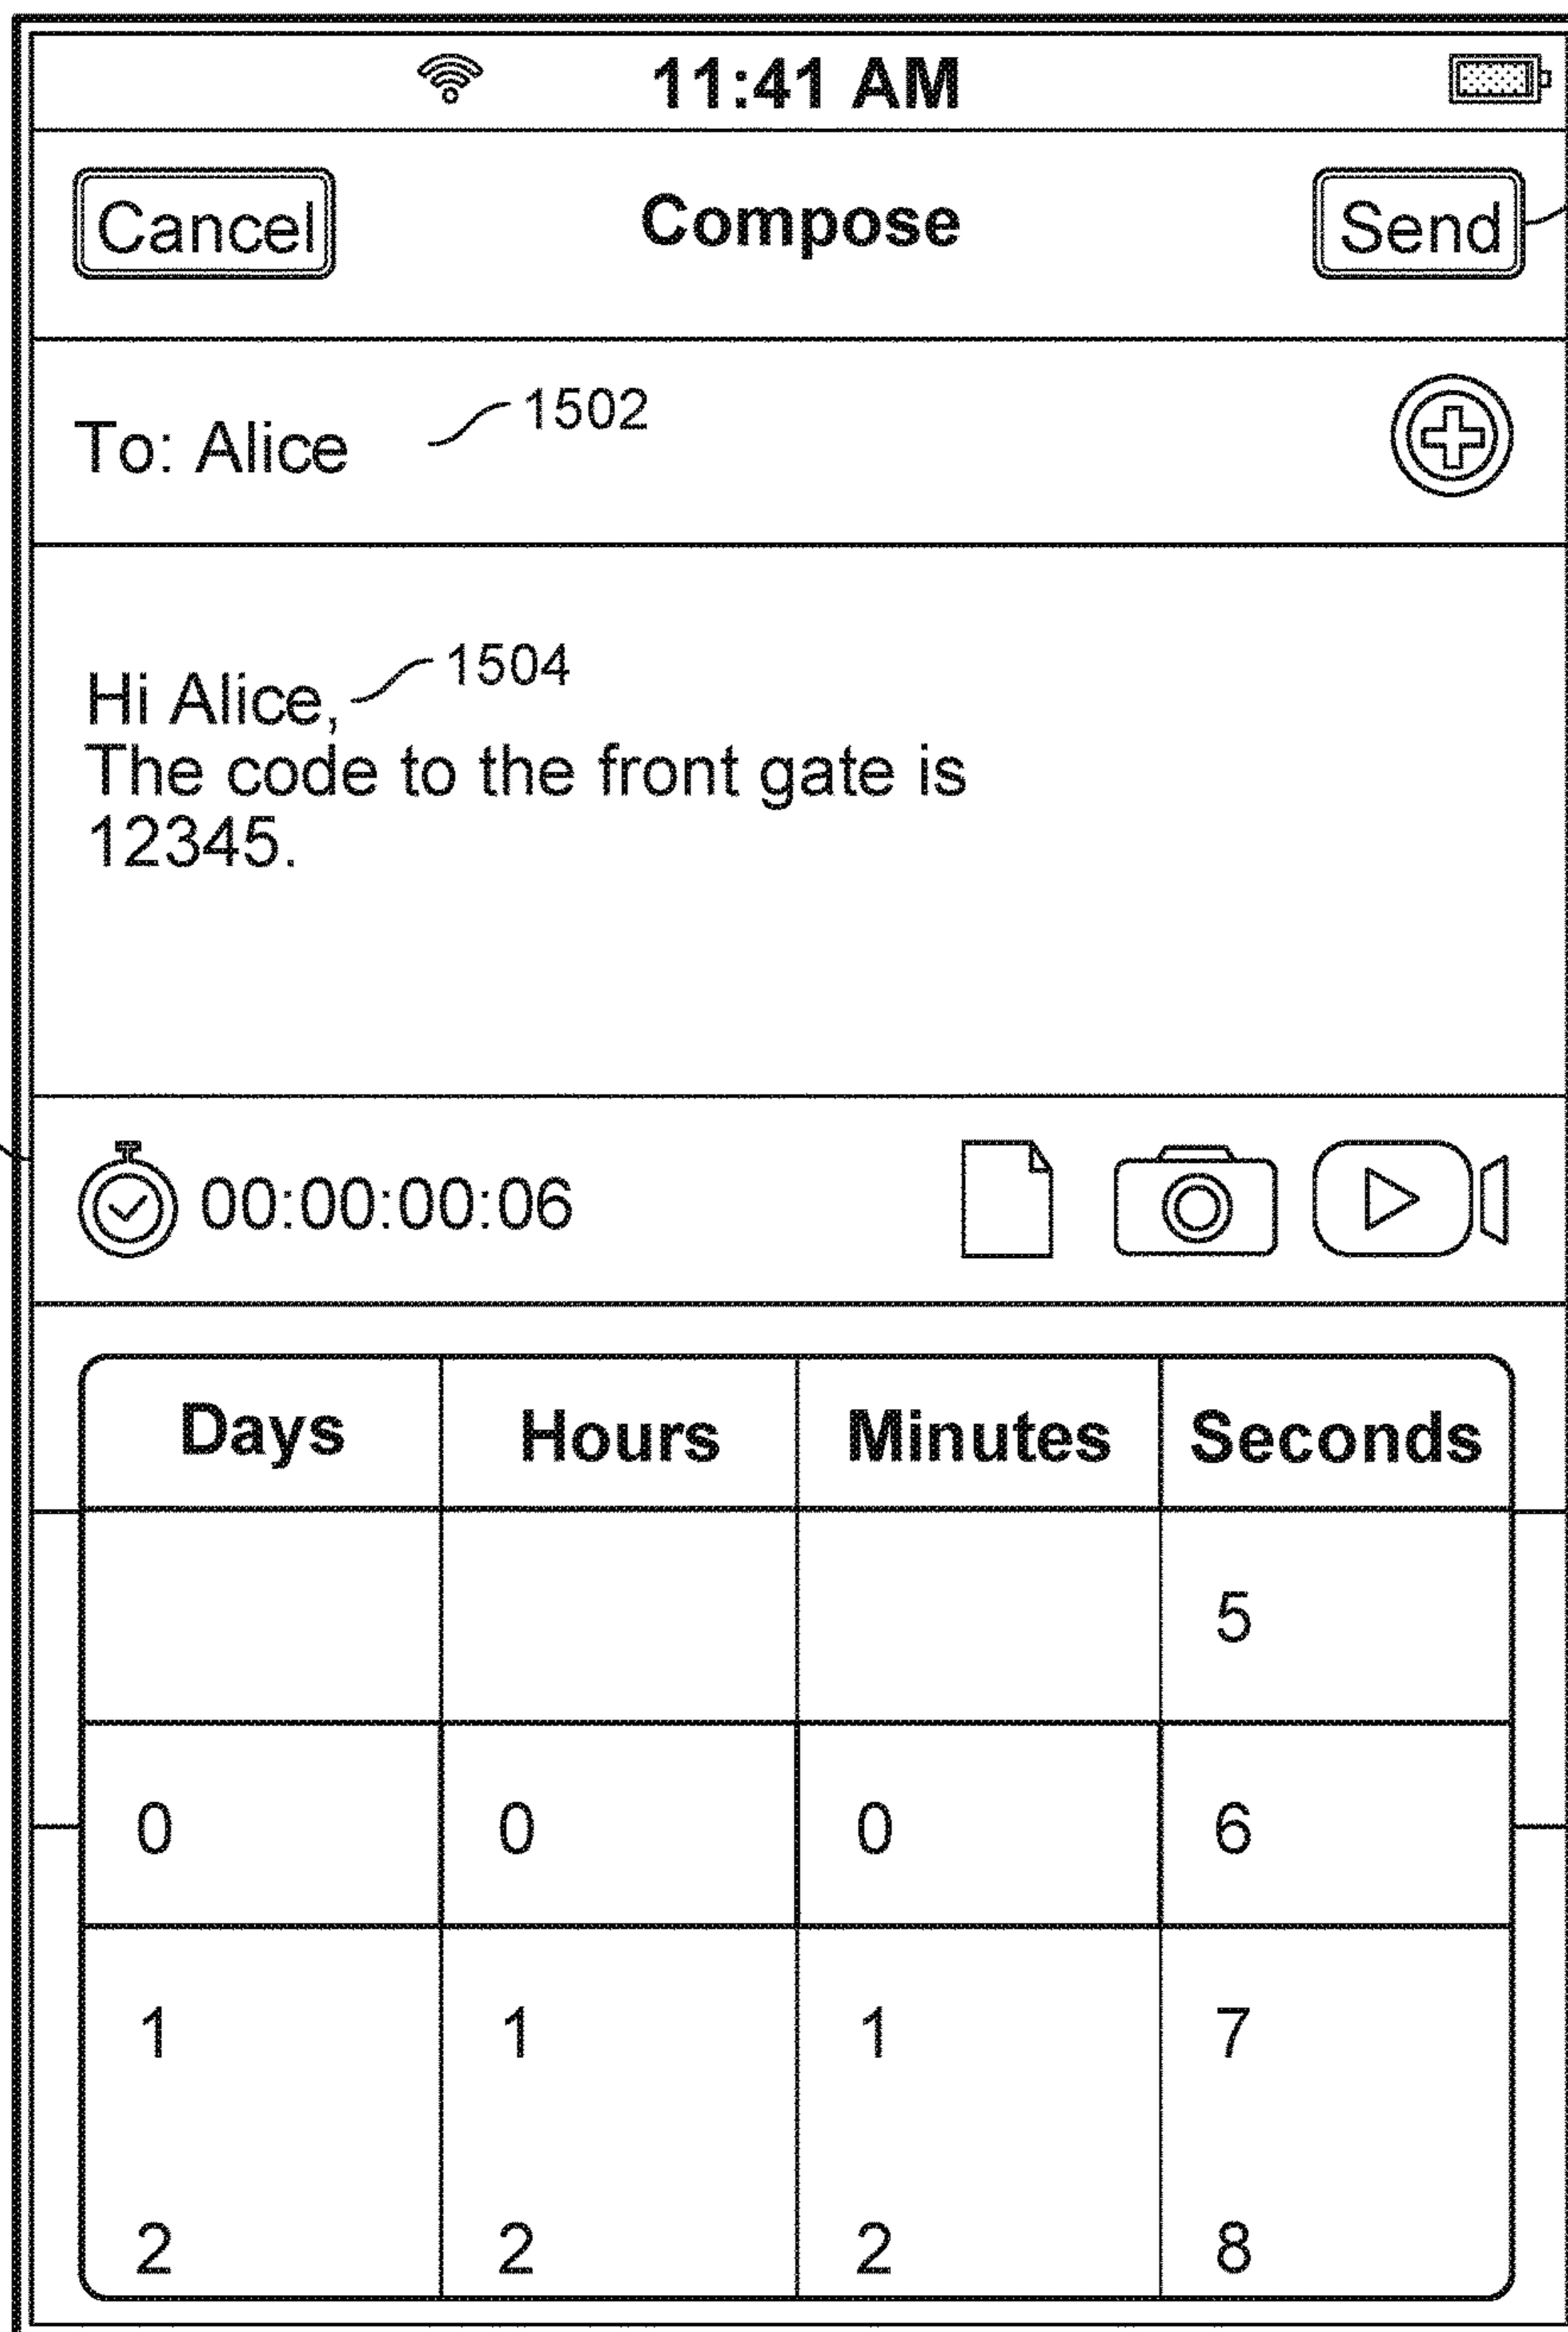 11:41 AM
Cancel Compose Send
To: Alice 1502
Hi Alice, 1504
The code to the front gate is
12345.
00:00:00:06
Days Hours Minutes Seconds
5
0 0 0 6
1 1 1 7
2 2 2 8